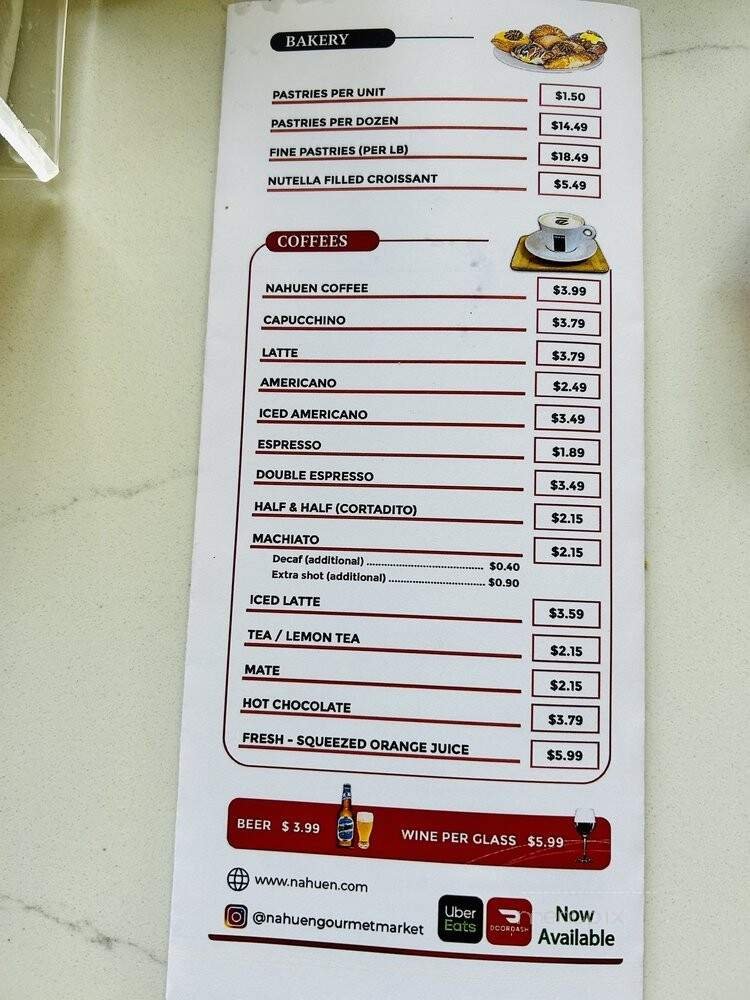 BAKERY
PASTRIES PER UNIT $1.50
PASTRIES PER DOZEN $14.49
FINE PASTRIES (PER LB) $18.49
NUTELLA FILLED CROISSANT $5.49
COFFEES
NAHUEN COFFEE $3.99
CAPUCCHINO $3.79
LATTE $3.79
AMERICANO $2.49
ICED AMERICANO $3.49
ESPRESSO $1.89
DOUBLE ESPRESSO $3.49
HALF & HALF (CORTADITO) $2.15
MACHIATO $2.15
Decaf (additional) ........................................ $0.40
Extra shot (additional) ................................. $0.90
ICED LATTE $3.59
TEA / LEMON TEA $2.15
MATE $2.15
HOT CHOCOLATE $3.79
FRESH - SQUEEZED ORANGE JUICE $5.99
BEER $ 3.99 WINE PER GLASS $5.99
www.nahuen.com
@nahuengourmetmarket
Uber Eats
DOORDASH
Now
Available